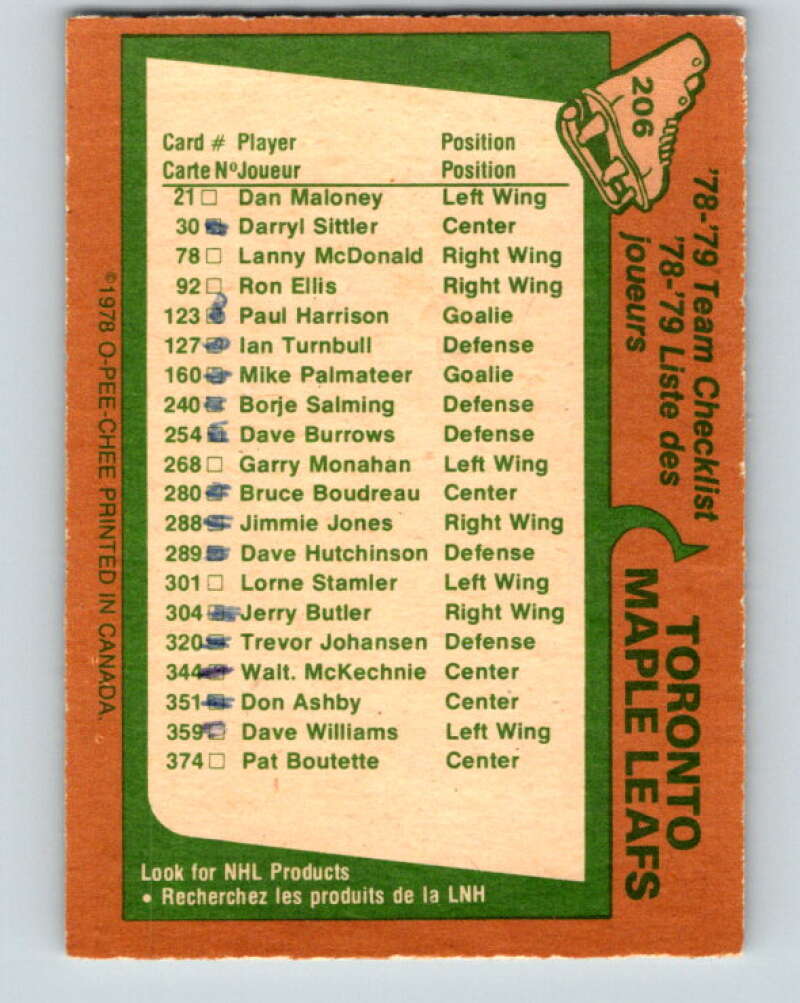 206
'78-'79 Team Checklist
'78-'79 Liste des
joueurs
TORONTO
MAPLE LEAFS
Card # Player Position
Carte NºJoueur Position
21 Dan Maloney Left Wing
30 Darryl Sittler Center
78 Lanny McDonald Right Wing
92 Ron Ellis Right Wing
123 Paul Harrison Goalie
127 Ian Turnbull Defense
160 Mike Palmateer Goalie
240 Borje Salming Defense
254 Dave Burrows Defense
268 Garry Monahan Left Wing
280 Bruce Boudreau Center
288 Jimmie Jones Right Wing
289 Dave Hutchinson Defense
301 Lorne Stamler Left Wing
304 Jerry Butler Right Wing
320 Trevor Johansen Defense
344 Walt. McKechnie Center
351 Don Ashby Center
359 Dave Williams Left Wing
374 Pat Boutette Center
Look for NHL Products
• Recherchez les produits de la LNH
©1978 O-PEE-CHEE PRINTED IN CANADA.